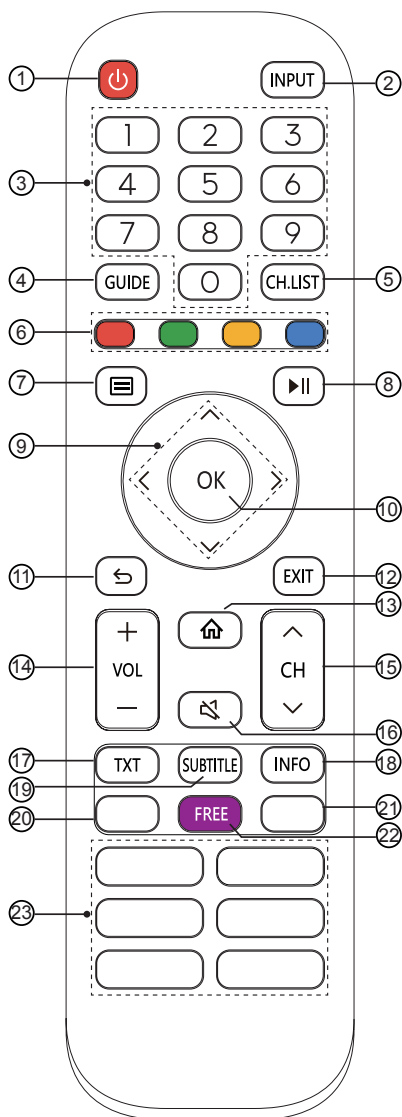 ① INPUT ②
1 2 3
③ 4 5 6
7 8 9
④ GUIDE 0 CH.LIST ⑤
⑥
⑦ ⑧
⑨
OK
⑩
⑪ EXIT ⑫
⑬
+
⑭ VOL CH ⑮
—
⑯
⑰ TXT SUBTITLE INFO ⑱
⑲
⑳ FREE ㉑
㉒
㉓